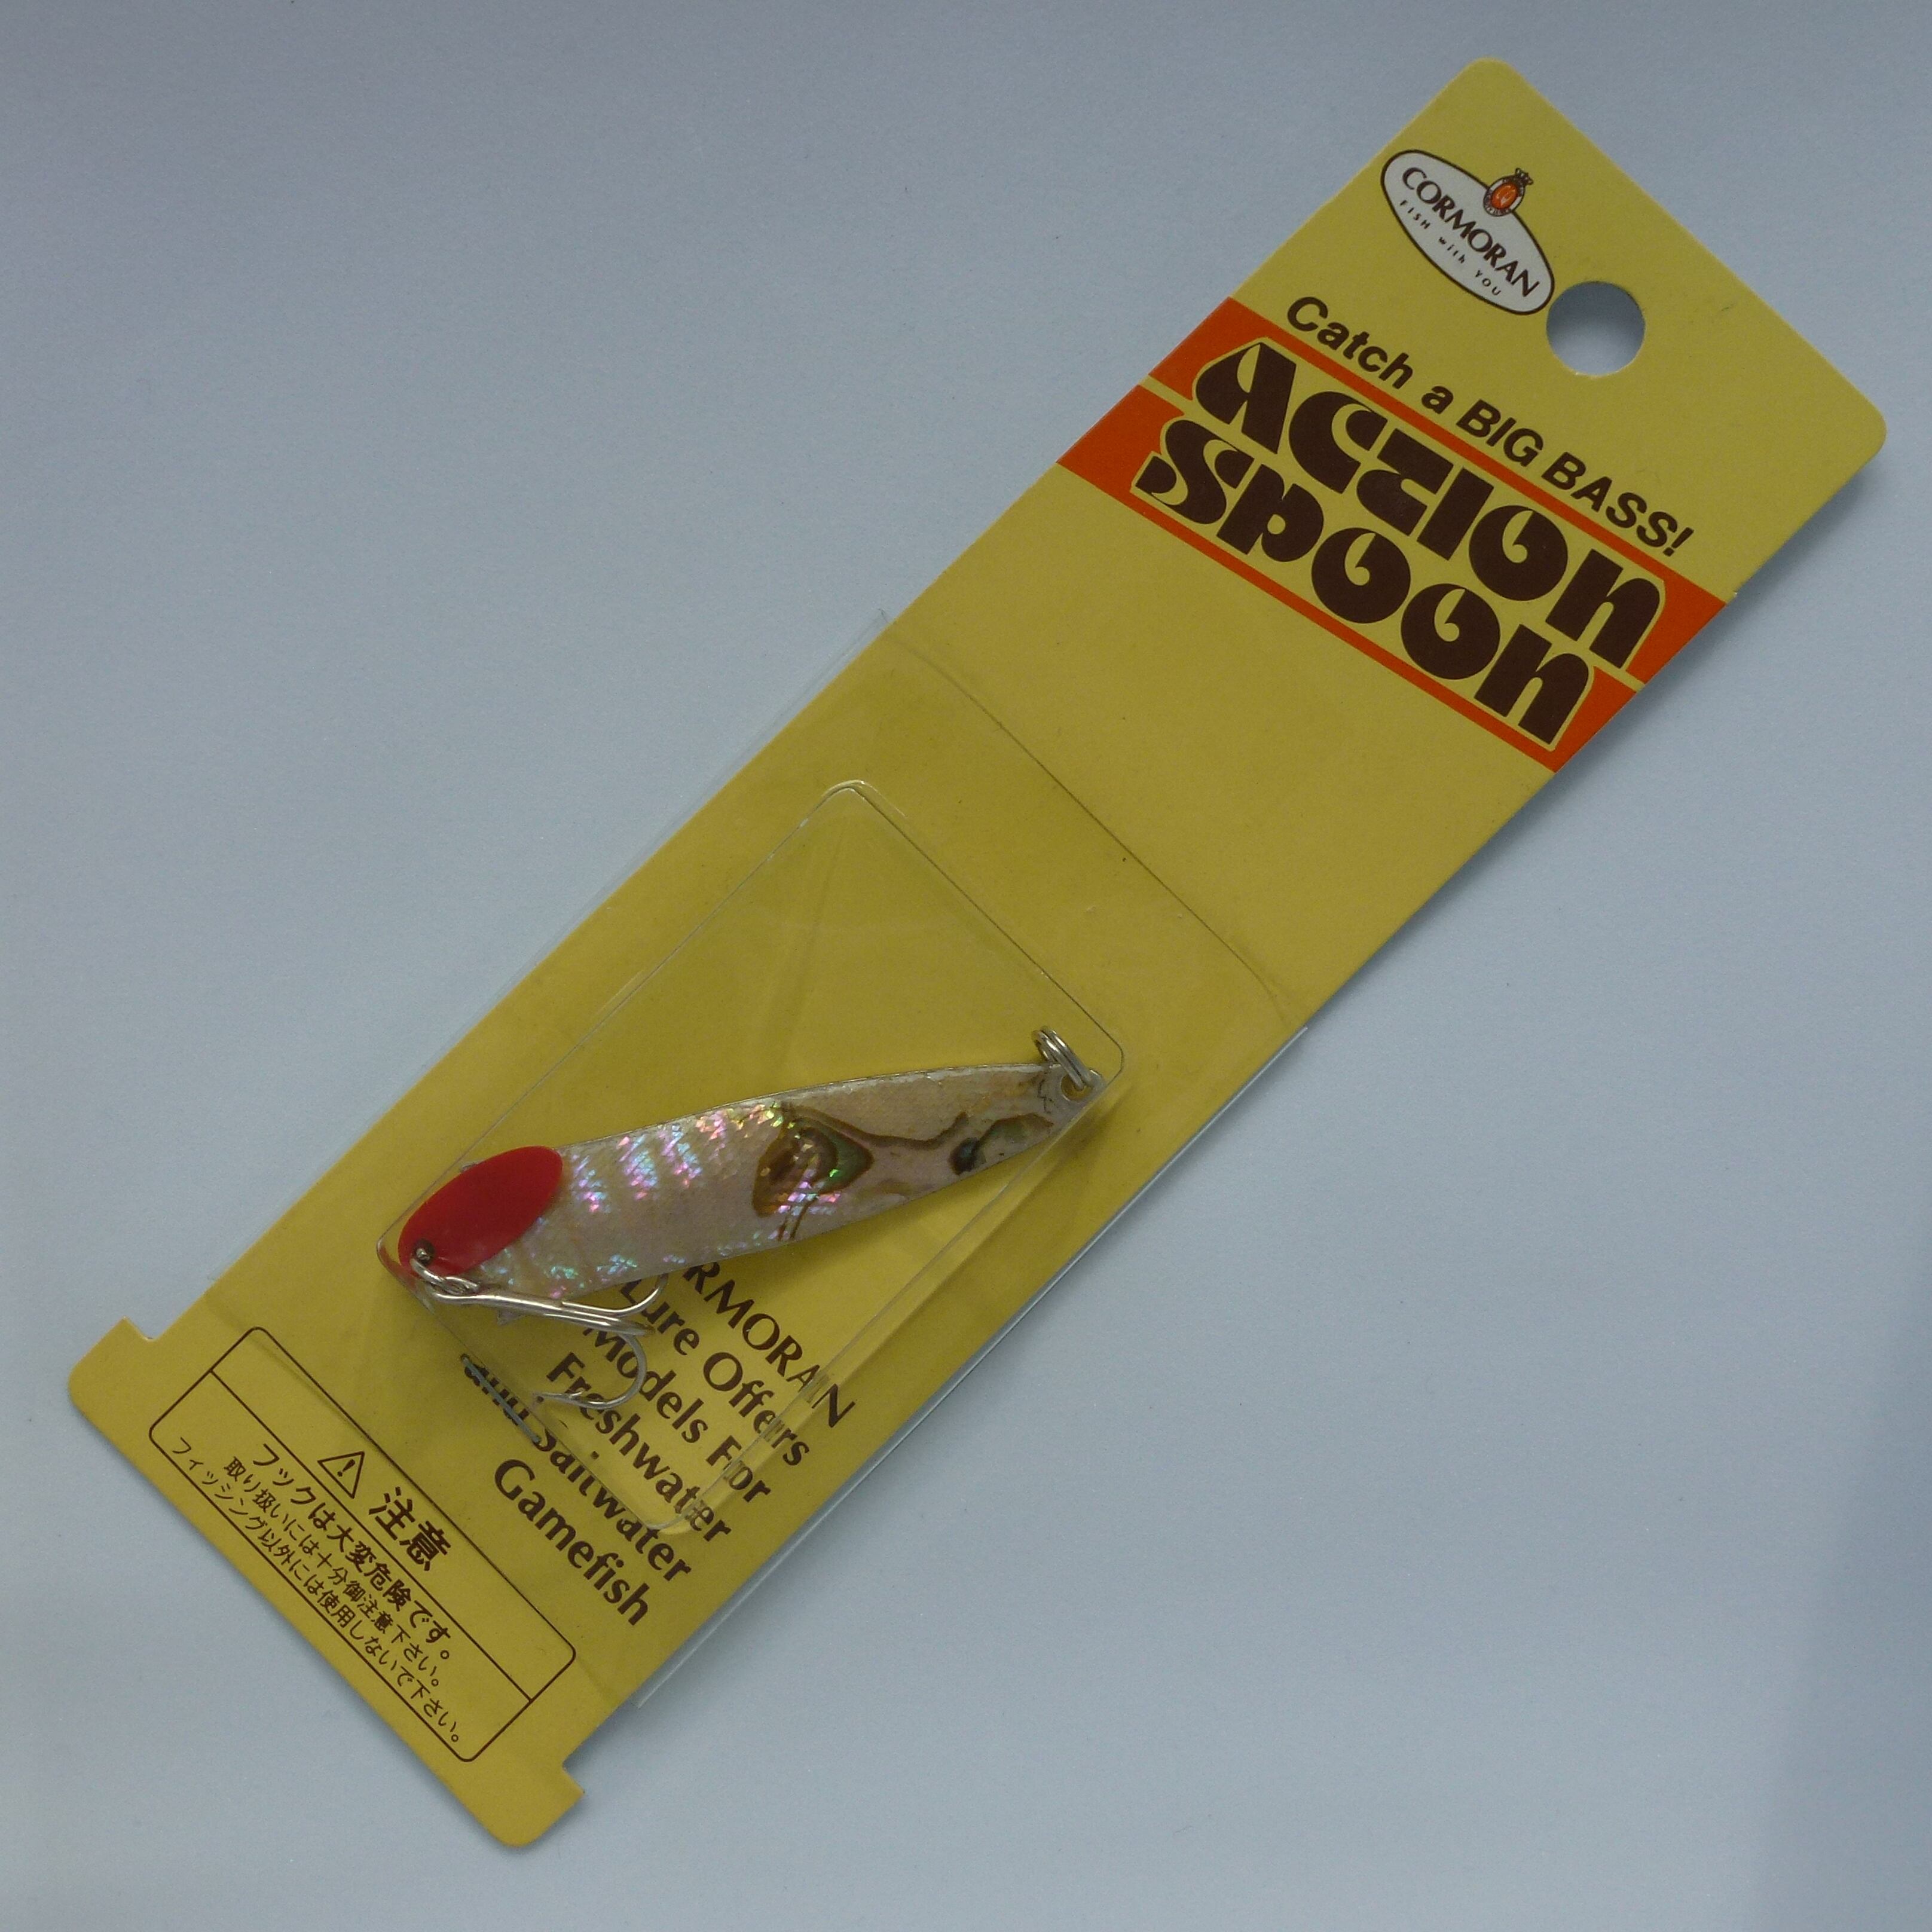 CORMORAN
FISH with YOU
Catch a BIG BASS!
ACTION
SPOON
RMORAN
Lure Offers
Models For
Freshwater
and Saltwater
Gamefish
注意
フックは大変危険です。
取り扱いには十分御注意下さい。
フィッシング以外には使用しないで下さい。